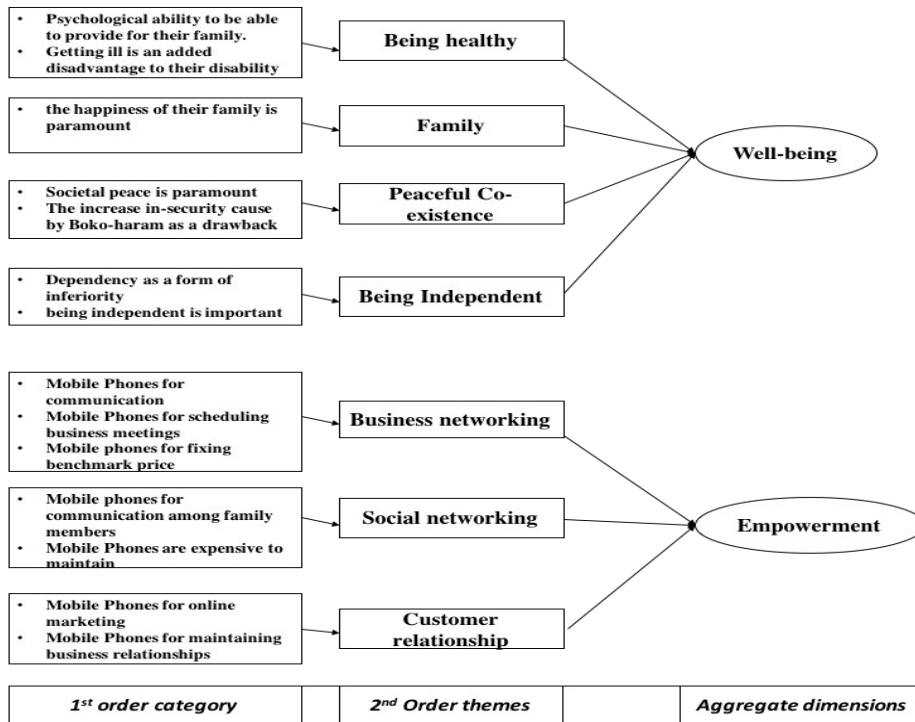 • Psychological ability to be able
to provide for their family.
• Getting ill is an added
disadvantage to their disability
Being healthy
• the happiness of their family is
paramount
Family
Well-being
• Societal peace is paramount
• The increase in-security cause
by Boko-haram as a drawback
Peaceful Co-
existence
• Dependency as a form of
inferiority
• being independent is important
Being Independent
• Mobile Phones for
communication
• Mobile Phones for scheduling
business meetings
• Mobile phones for fixing
benchmark price
Business networking
• Mobile phones for
communication among family
members
• Mobile Phones are expensive to
maintain
Social networking
Empowerment
• Mobile Phones for online
marketing
• Mobile Phones for maintaining
business relationships
Customer
relationship
1st order category
2nd Order themes
Aggregate dimensions